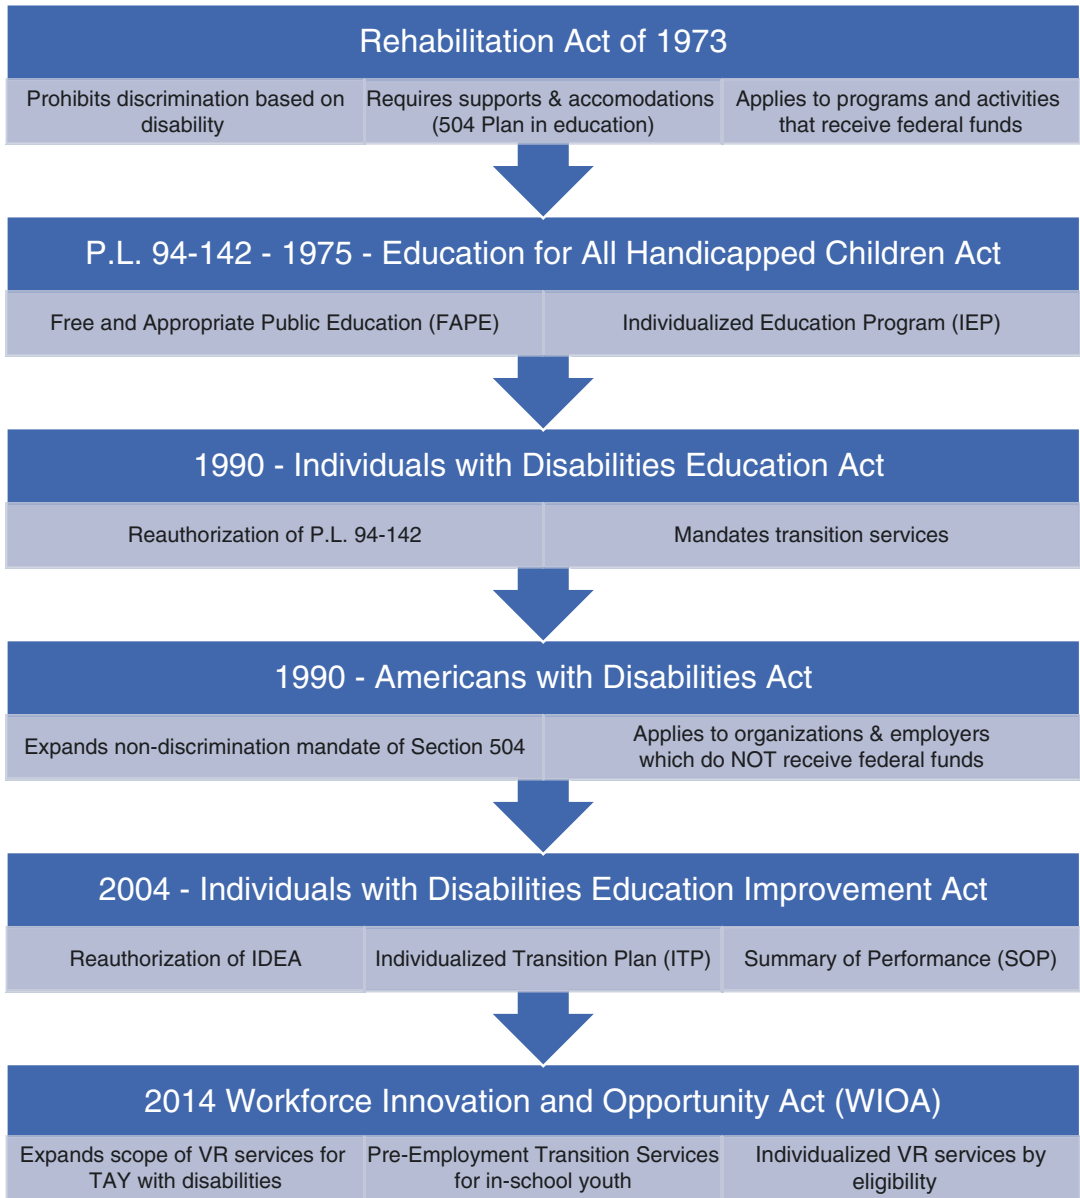 Rehabilitation Act of 1973
Prohibits discrimination based on
disability
Requires supports & accomodations
(504 Plan in education)
Applies to programs and activities
that receive federal funds
P.L. 94-142 - 1975 - Education for All Handicapped Children Act
Free and Appropriate Public Education (FAPE)
Individualized Education Program (IEP)
1990 - Individuals with Disabilities Education Act
Reauthorization of P.L. 94-142
Mandates transition services
1990 - Americans with Disabilities Act
Expands non-discrimination mandate of Section 504
Applies to organizations & employers
which do NOT receive federal funds
2004 - Individuals with Disabilities Education Improvement Act
Reauthorization of IDEA
Individualized Transition Plan (ITP)
Summary of Performance (SOP)
2014 Workforce Innovation and Opportunity Act (WIOA)
Expands scope of VR services for
TAY with disabilities
Pre-Employment Transition Services
for in-school youth
Individualized VR services by
eligibility